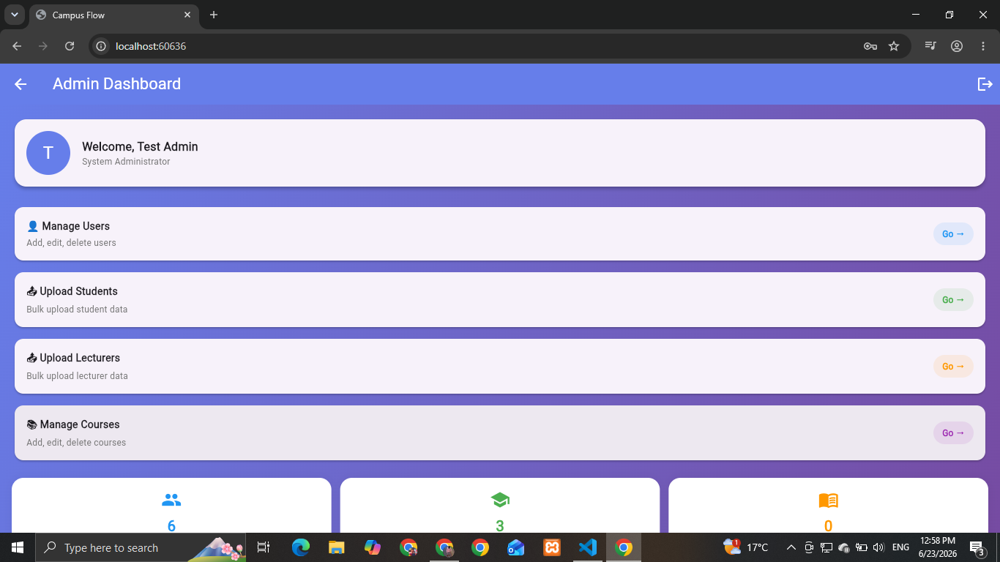 Campus Flow
localhost:60636
Admin Dashboard
T
Welcome, Test Admin
System Administrator
👤 Manage Users
Add, edit, delete users
Go →
📤 Upload Students
Bulk upload student data
Go →
📤 Upload Lecturers
Bulk upload lecturer data
Go →
📚 Manage Courses
Add, edit, delete courses
Go →
6
3
0
Type here to search
1
17°C
ENG
12:58 PM
6/23/2026
3